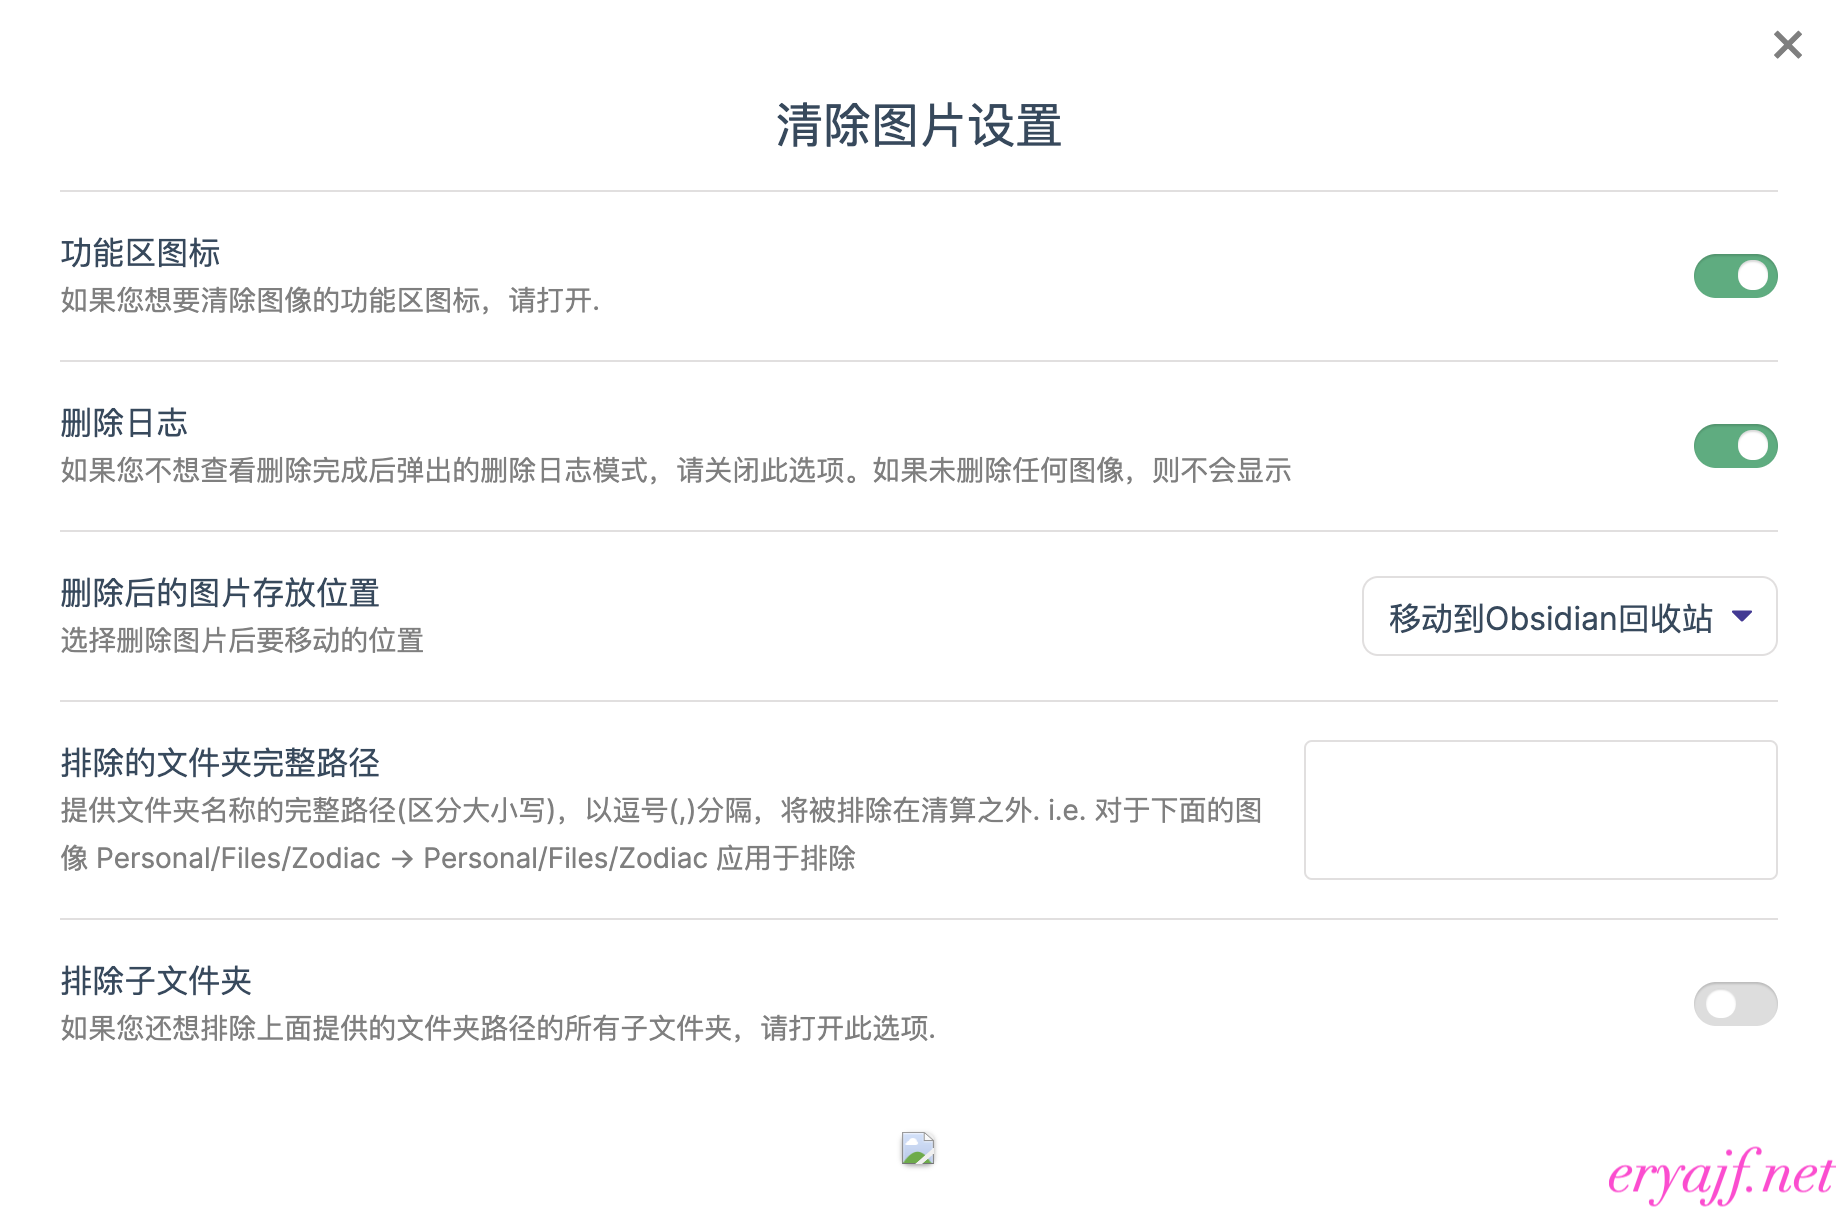 清除图片设置
功能区图标
如果您想要清除图像的功能区图标，请打开.
删除日志
如果您不想查看删除完成后弹出的删除日志模式，请关闭此选项。如果未删除任何图像，则不会显示
删除后的图片存放位置
选择删除图片后要移动的位置
移动到Obsidian回收站
排除的文件夹完整路径
提供文件夹名称的完整路径(区分大小写)，以逗号(,)分隔，将被排除在清算之外. i.e. 对于下面的图
像 Personal/Files/Zodiac → Personal/Files/Zodiac 应用于排除
排除子文件夹
如果您还想排除上面提供的文件夹路径的所有子文件夹，请打开此选项.
eryajf.net